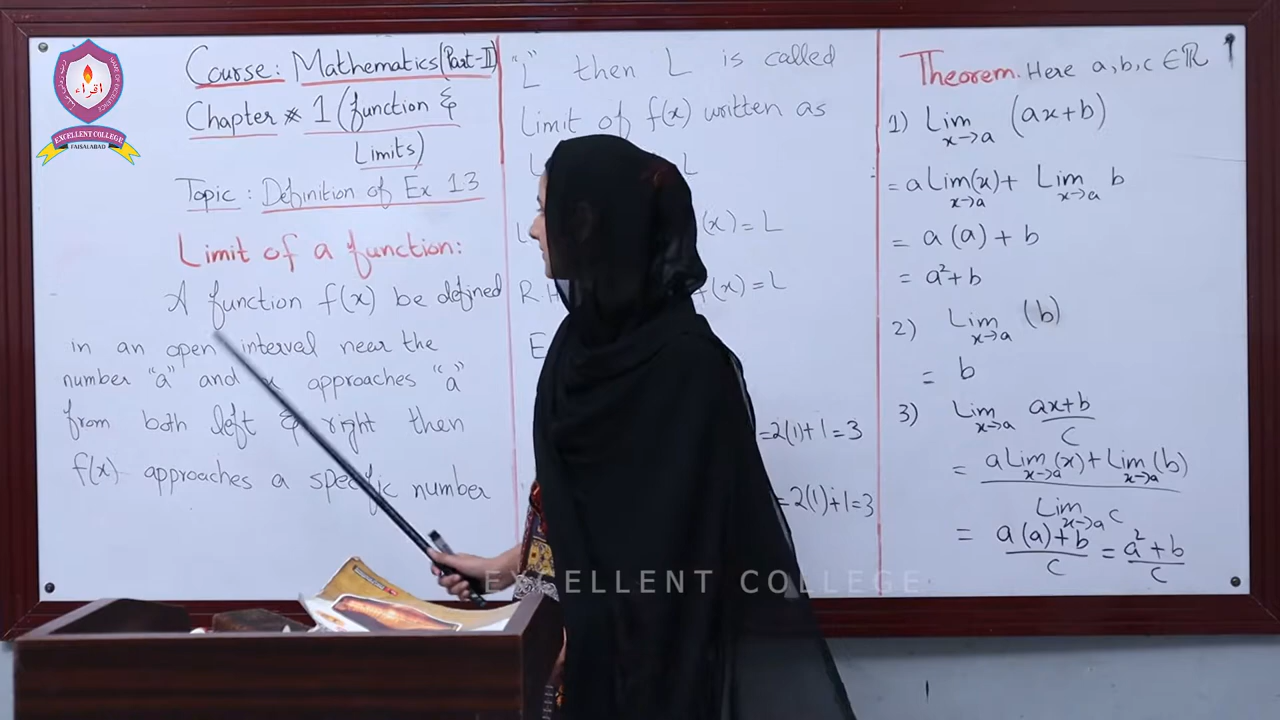 Course: Mathematics (Part-II)
Chapter * 1 (function &
Limits)
Topic: Definition of Ex 13
Limit of a function:
A function f(x) be defined
in an open interval near the
number "a" and x approaches "a"
from both left & right then
f(x) approaches a specific number
"L" then L is called
Limit of f(x) written as
L
L
L (x) = L
R.H f(x) = L
E
=2(1)+1=3
=2(1)+1=3
Theorem. Here a,b,c ∈ ℝ
1) Lim x→a (ax+b)
= a Lim x→a (x) + Lim x→a b
= a(a) + b
= a²+b
2) Lim x→a (b)
= b
3) Lim x→a (ax+b)/c
= (a Lim x→a (x) + Lim x→a (b)) / (Lim x→a c)
= (a(a)+b)/c = (a²+b)/c
اقراء
EXCELLENT COLLEGE
FAISALABAD
EXCELLENT COLLEGE